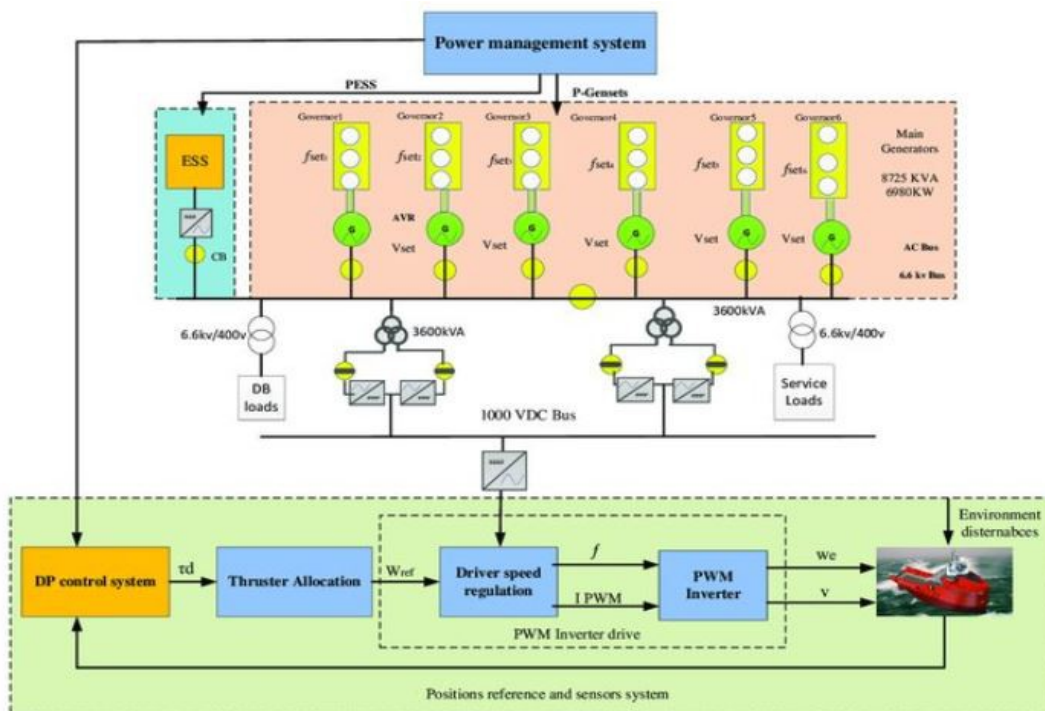 Power management system
PESS
P-Gensets
Governor1
Governor2
Governor3
Governor4
Governor5
Governor6
Main
Generators
8725 KVA
6980KW
ESS
fset₁
fset₂
fset₃
fset₄
fset₅
fset₆
G
G
G
G
G
G
AVR
Vset
Vset
Vset
Vset
Vset
CB
AC Bus
6.6 kv Bus
6.6kv/400v
3600kVA
3600kVA
6.6kv/400v
DB
loads
Service
Loads
1000 VDC Bus
Environment
disternabces
DP control system
τd
Thruster Allocation
Wref
Driver speed
regulation
f
I PWM
PWM
Inverter
we
v
PWM Inverter drive
Positions reference and sensors system